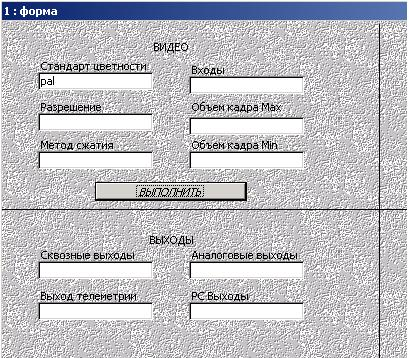 1 : форма
ВИДЕО
Стандарт цветности
Входы
pal
Разрешение
Объем кадра Max
Метод сжатия
Объем кадра Min
ВЫПОЛНИТЬ
ВЫХОДЫ
Сквозные выходы
Аналоговые выходы
Выход телеметрии
PC Выходы